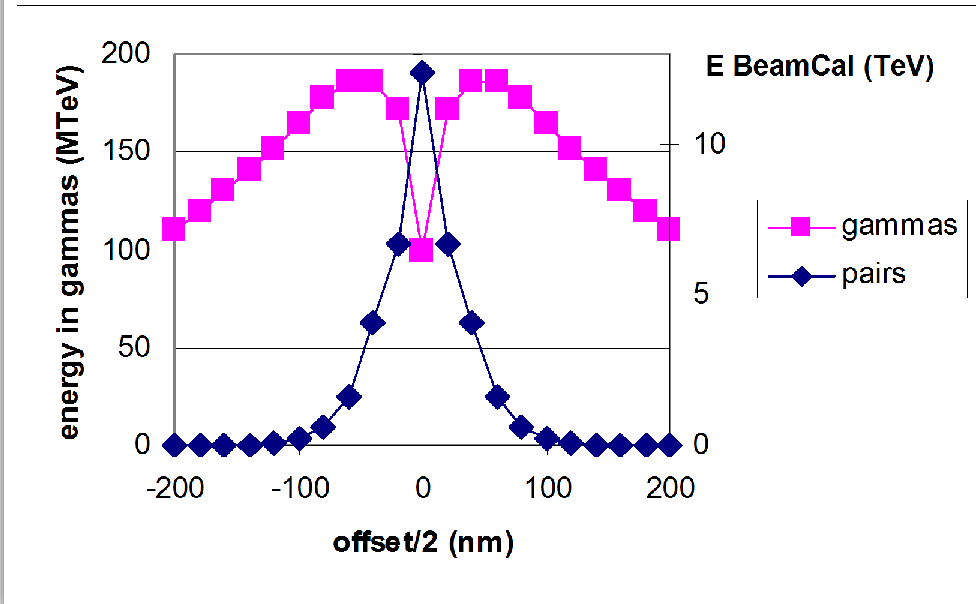 200
E BeamCal (TeV)
150
10
energy in gammas (MTeV)
gammas
100
pairs
5
50
0
0
-200
-100
0
100
200
offset/2 (nm)